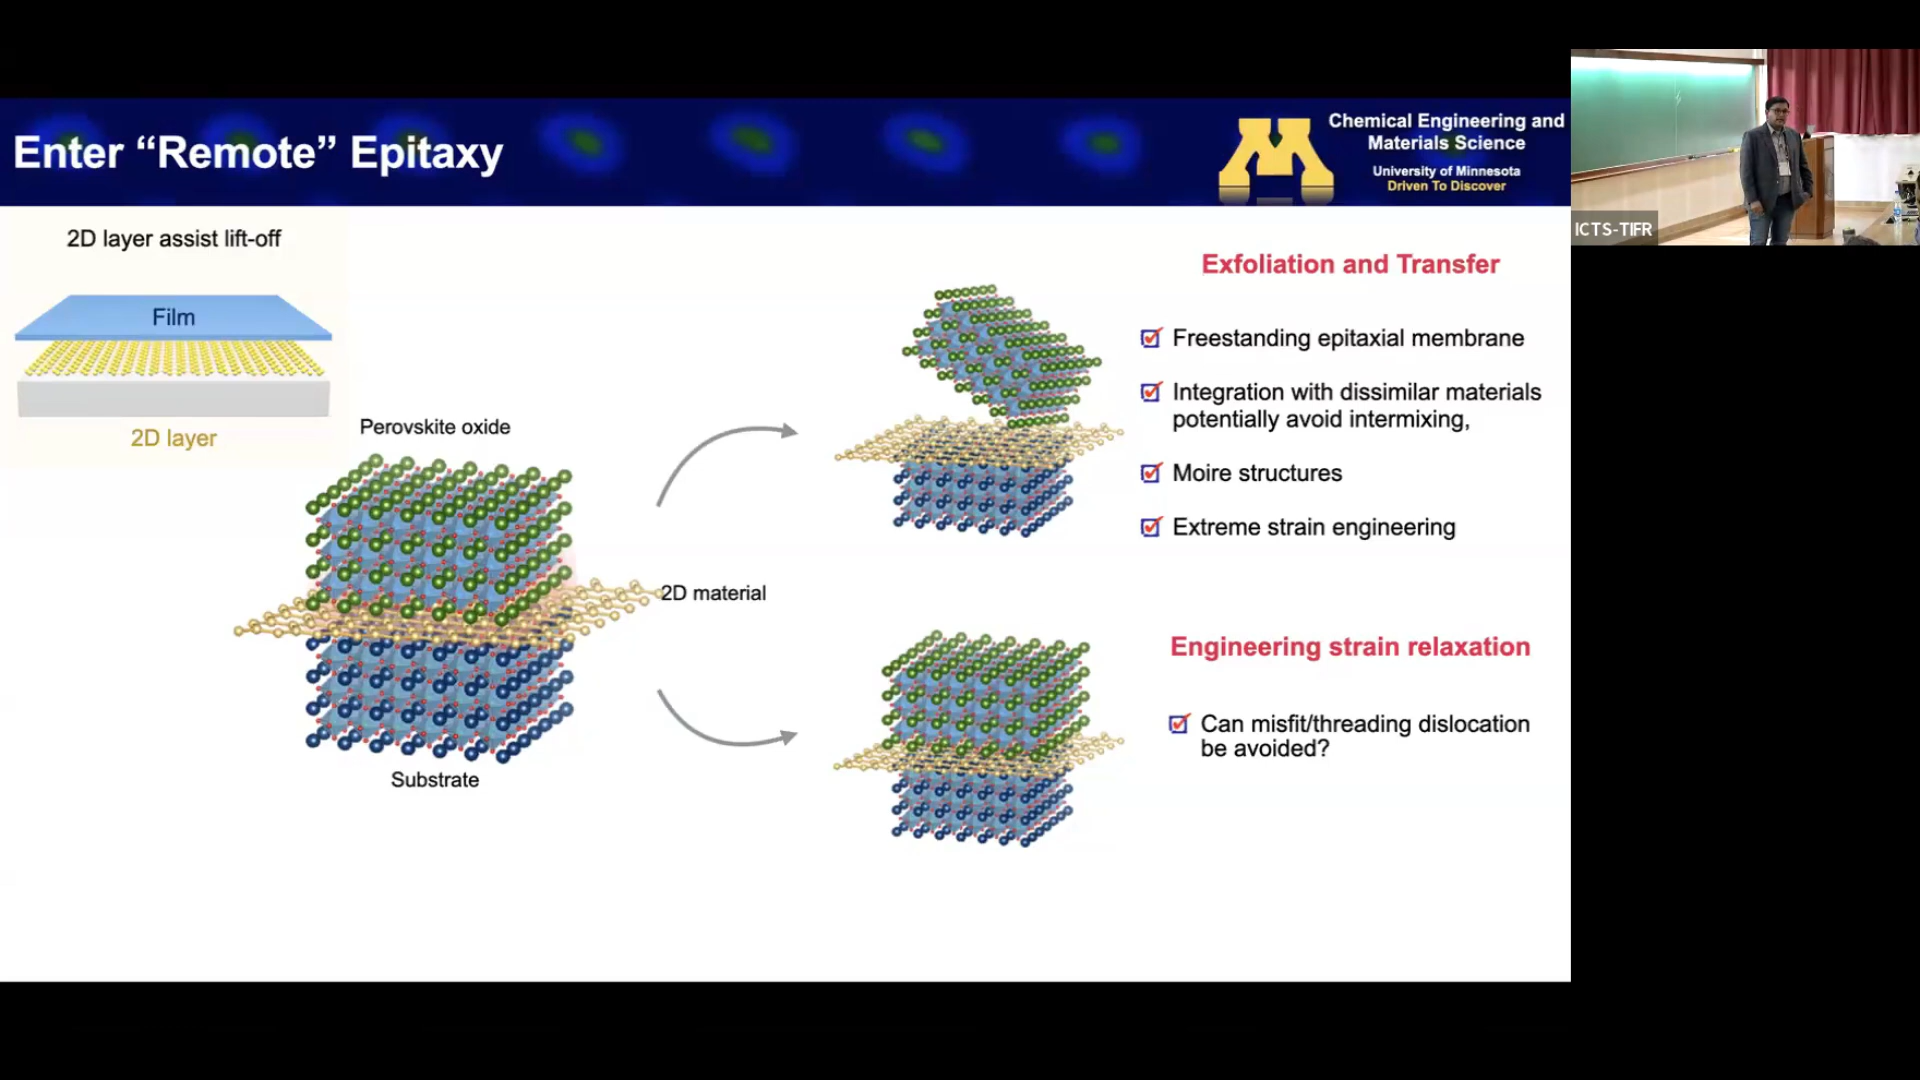 Enter “Remote” Epitaxy
Chemical Engineering and
Materials Science
University of Minnesota
Driven To Discover
ICTS-TIFR
2D layer assist lift-off
Film
2D layer
Perovskite oxide
2D material
Substrate
Exfoliation and Transfer
Freestanding epitaxial membrane
Integration with dissimilar materials
potentially avoid intermixing,
Moire structures
Extreme strain engineering
Engineering strain relaxation
Can misfit/threading dislocation
be avoided?